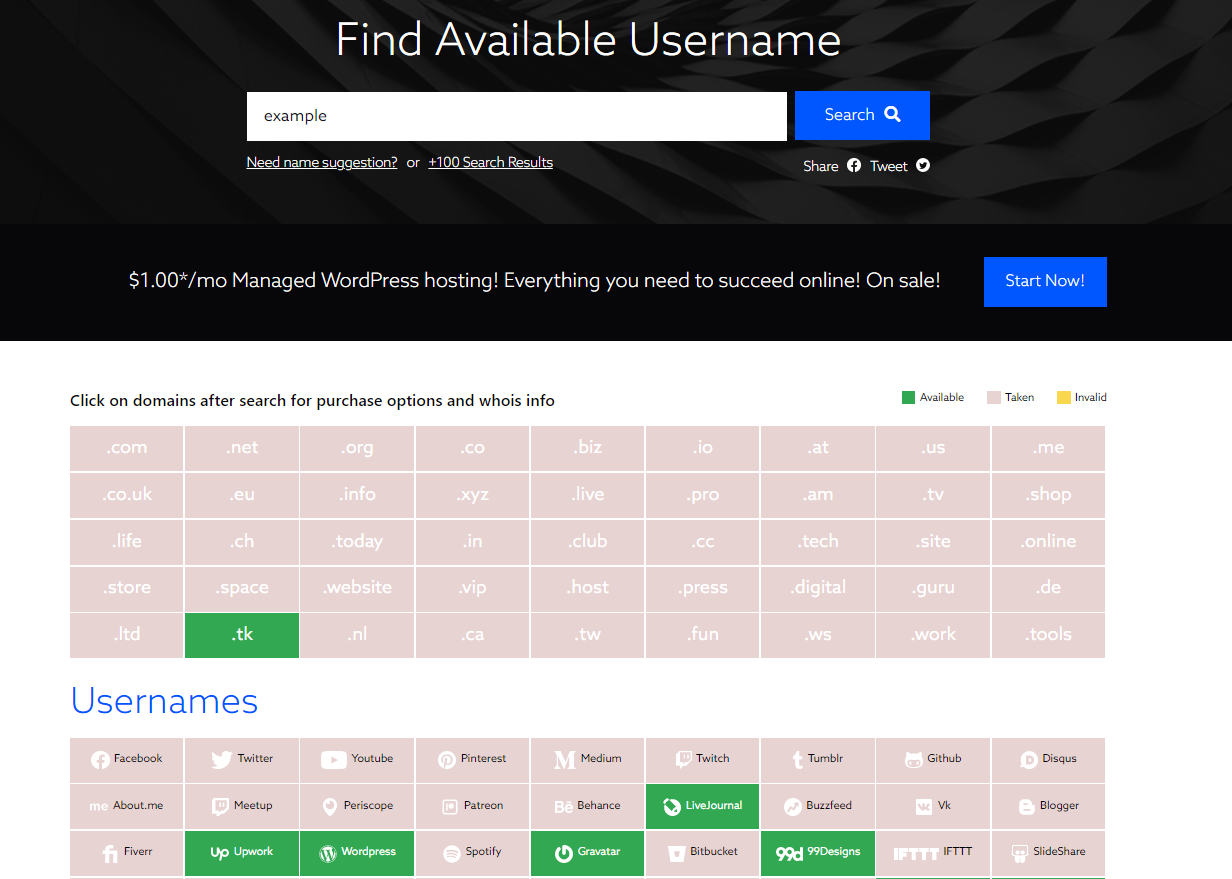 Find Available Username
example
Search
Need name suggestion? or +100 Search Results
Share Tweet
$1.00*/mo Managed WordPress hosting! Everything you need to succeed online! On sale!
Start Now!
Click on domains after search for purchase options and whois info
Available Taken Invalid
.com .net .org .co .biz .io .at .us .me
.co.uk .eu .info .xyz .live .pro .am .tv .shop
.life .ch .today .in .club .cc .tech .site .online
.store .space .website .vip .host .press .digital .guru .de
.ltd .tk .nl .ca .tw .fun .ws .work .tools
Usernames
Facebook Twitter Youtube Pinterest M Medium Twitch t Tumblr Github Disqus
me About.me Meetup Periscope Patreon Bē Behance LiveJournal Buzzfeed Vk Blogger
fi Fiverr Up Upwork Wordpress Spotify Gravatar Bitbucket 99d 99Designs IFTTT IFTTT SlideShare